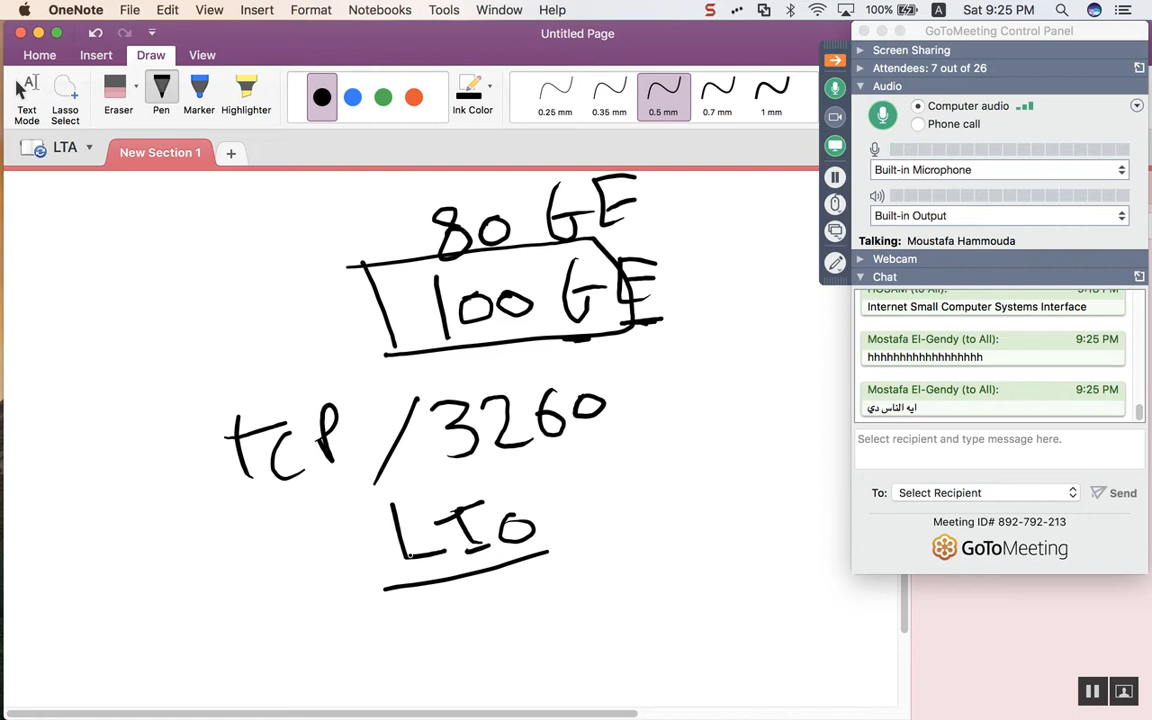 OneNote File Edit View Insert Format Notebooks Tools Window Help
100% A Sat 9:25 PM
Untitled Page
Home Insert Draw View
Text Mode
Lasso Select
Eraser
Pen
Marker
Highlighter
Ink Color
0.25 mm
0.35 mm
0.5 mm
0.7 mm
1 mm
LTA
New Section 1
80 GE
100 GE
tcp /3260
LIO
GoToMeeting Control Panel
Screen Sharing
Attendees: 7 out of 26
Audio
Computer audio
Phone call
Built-in Microphone
Built-in Output
Talking: Moustafa Hammouda
Webcam
Chat
Internet Small Computer Systems Interface
Mostafa El-Gendy (to All): 9:25 PM
hhhhhhhhhhhhhhhhhh
Mostafa El-Gendy (to All): 9:25 PM
ايه الناس دي
Select recipient and type message here.
To: Select Recipient Send
Meeting ID# 892-792-213
GoToMeeting